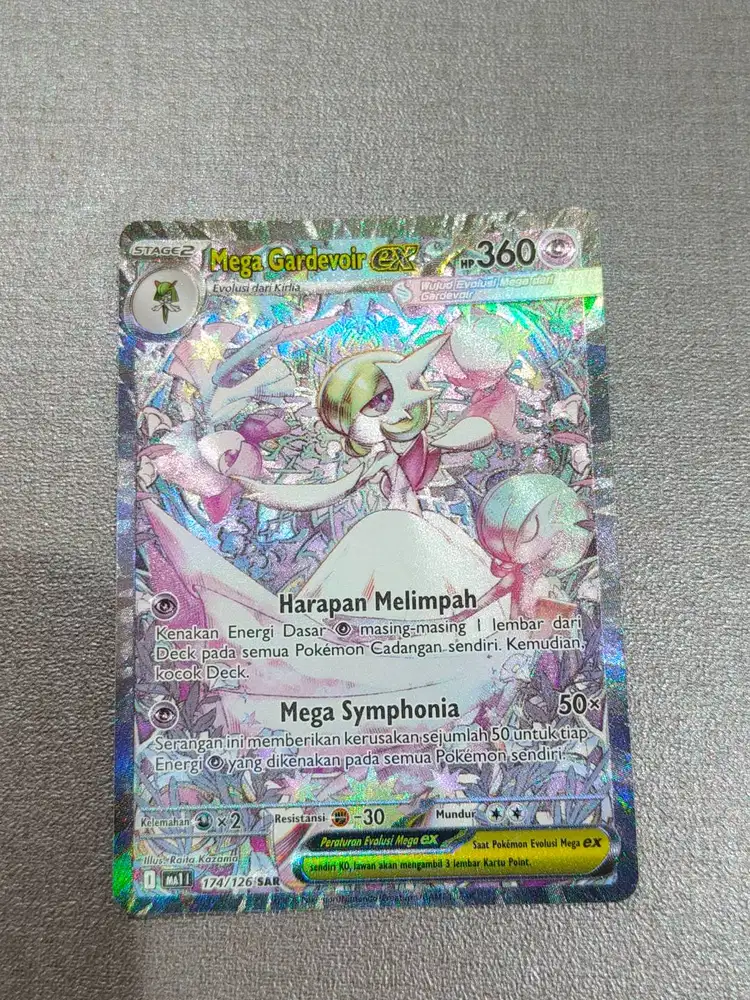 STAGE2
Mega Gardevoir ex
HP 360
Evolusi dari Kirlia
Wujud Evolusi Mega dari
Gardevoir
Harapan Melimpah
Kenakan Energi Dasar masing-masing 1 lembar dari
Deck pada semua Pokémon Cadangan sendiri. Kemudian,
kocok Deck.
Mega Symphonia 50×
Serangan ini memberikan kerusakan sejumlah 50 untuk tiap
Energi yang dikenakan pada semua Pokémon sendiri.
Kelemahan ×2 Resistansi -30 Mundur
Peraturan Evolusi Mega ex Saat Pokémon Evolusi Mega ex
sendiri KO, lawan akan mengambil 3 lembar Kartu Point.
Illus. Raita Kazama
174/126 SAR